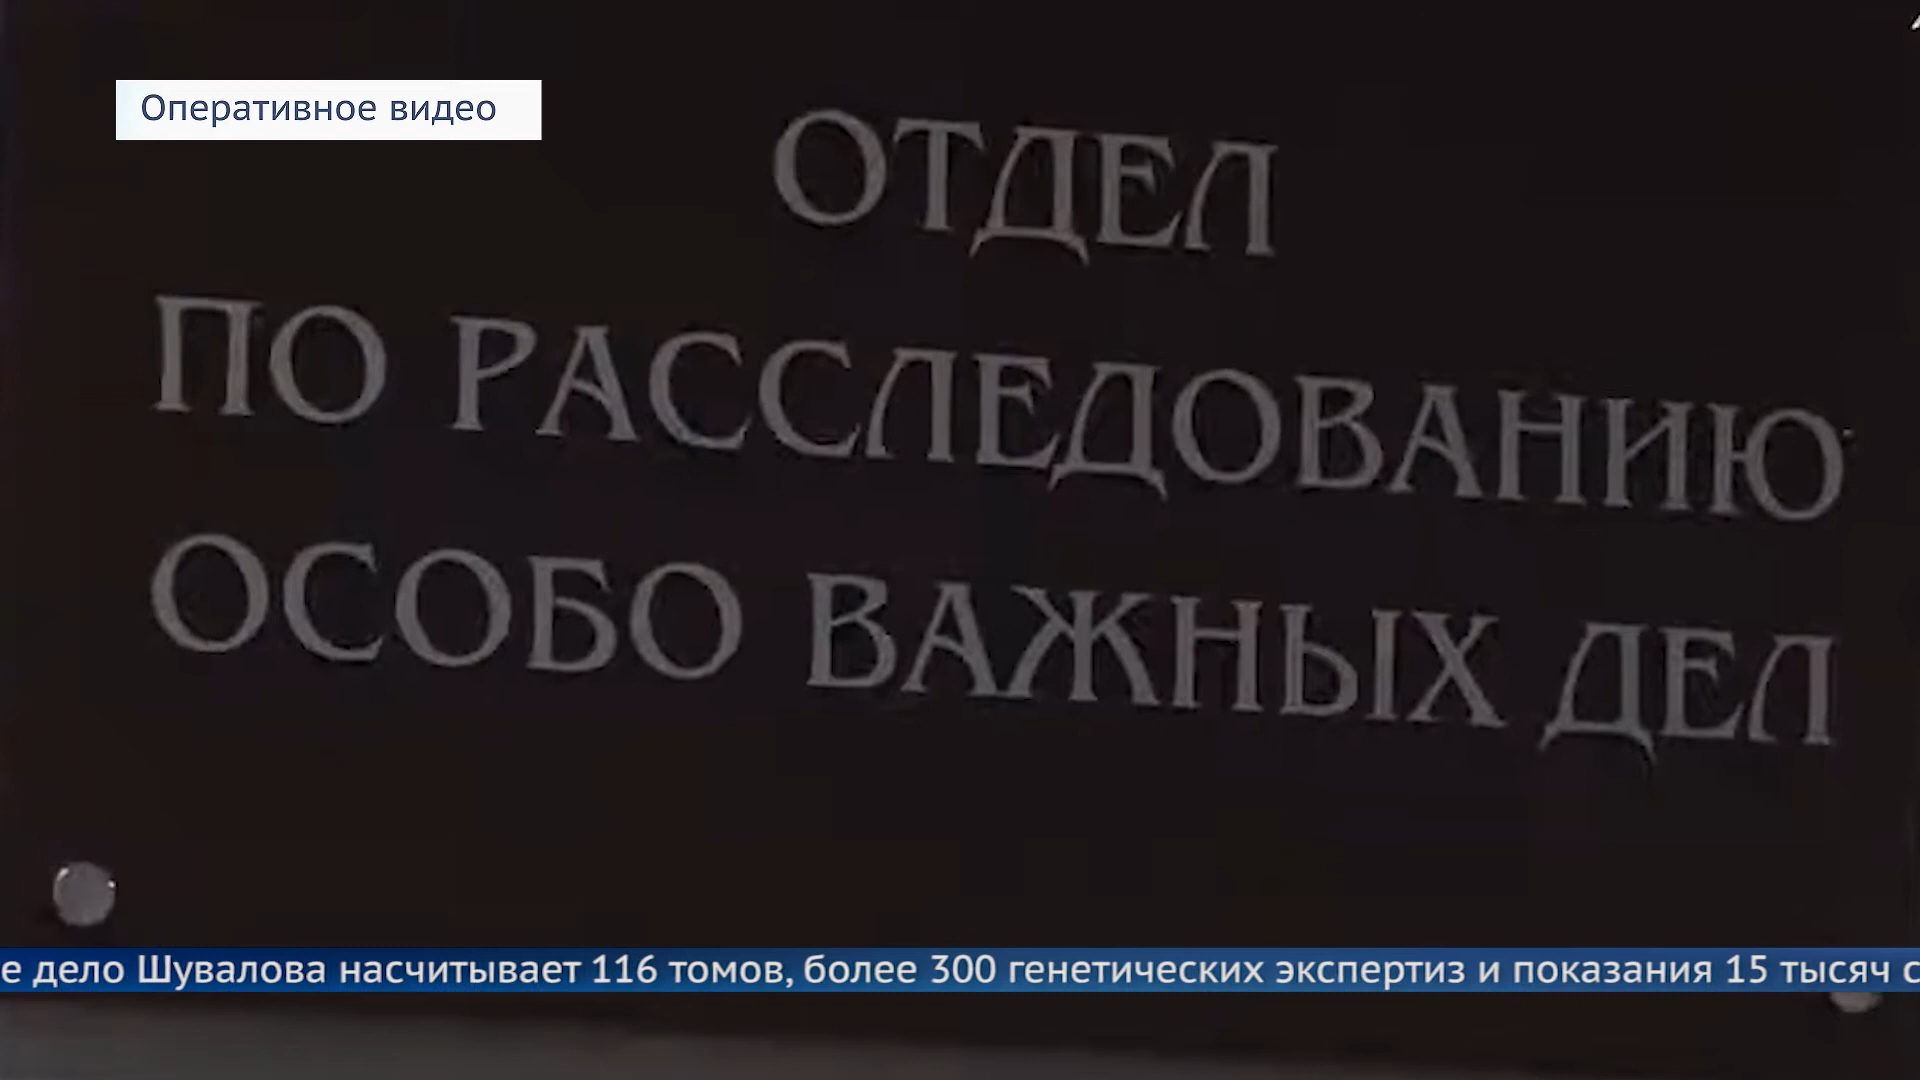 Оперативное видео
ОТДЕЛ
ПО РАССЛЕДОВАНИЮ
ОСОБО ВАЖНЫХ ДЕЛ
е дело Шувалова насчитывает 116 томов, более 300 генетических экспертиз и показания 15 тысяч с